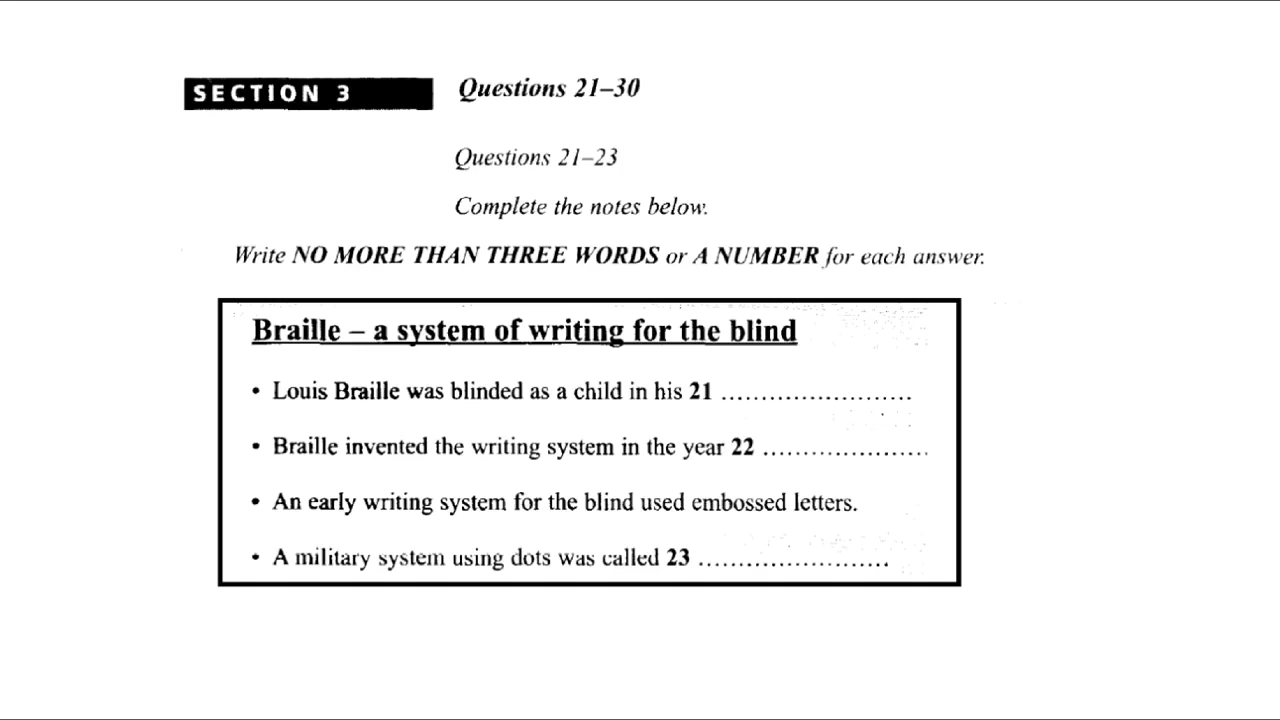 SECTION 3
Questions 21–30
Questions 21–23
Complete the notes below.
Write NO MORE THAN THREE WORDS or A NUMBER for each answer.
Braille – a system of writing for the blind
• Louis Braille was blinded as a child in his 21 ........................
• Braille invented the writing system in the year 22 .....................
• An early writing system for the blind used embossed letters.
• A military system using dots was called 23 ........................